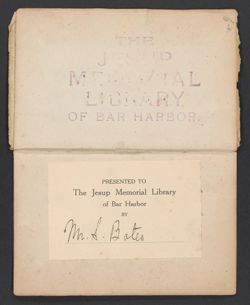 THE
JESUP
MEMORIAL
LIBRARY
OF BAR HARBOR.
PRESENTED TO
The Jesup Memorial Library
of Bar Harbor
BY
Mr. S. Bates